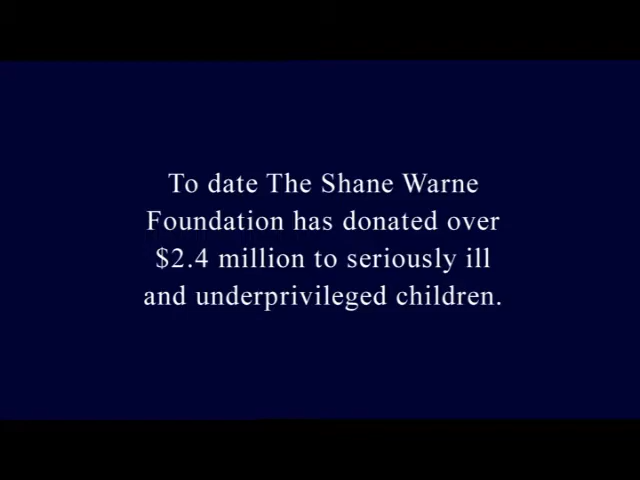 To date The Shane Warne
Foundation has donated over
$2.4 million to seriously ill
and underprivileged children.